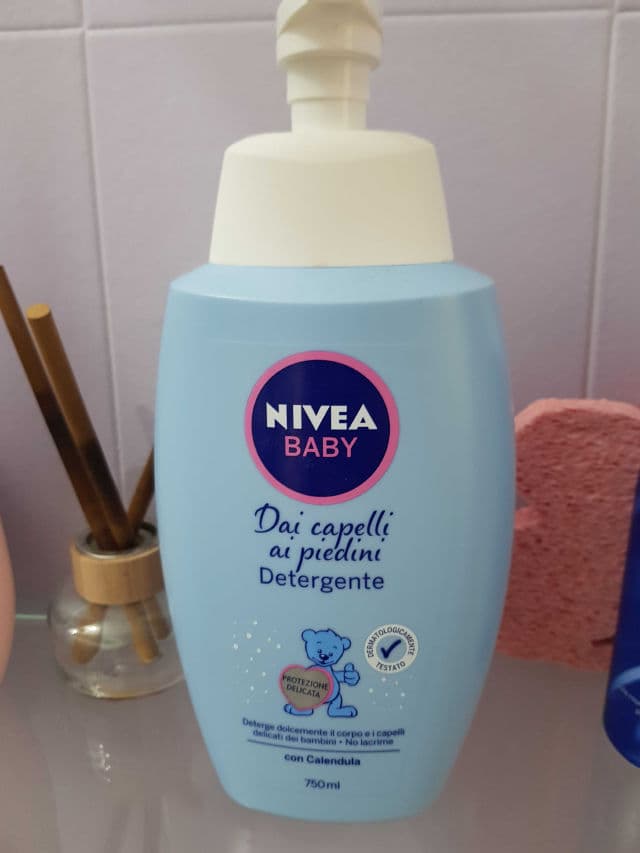 NIVEA
BABY
Dai capelli
ai piedini
Detergente
DERMATOLOGICAMENTE
TESTATO
PROTEZIONE
DELICATA
Deterge dolcemente il corpo e i capelli
delicati dei bambini • No lacrime
con Calendula
750ml